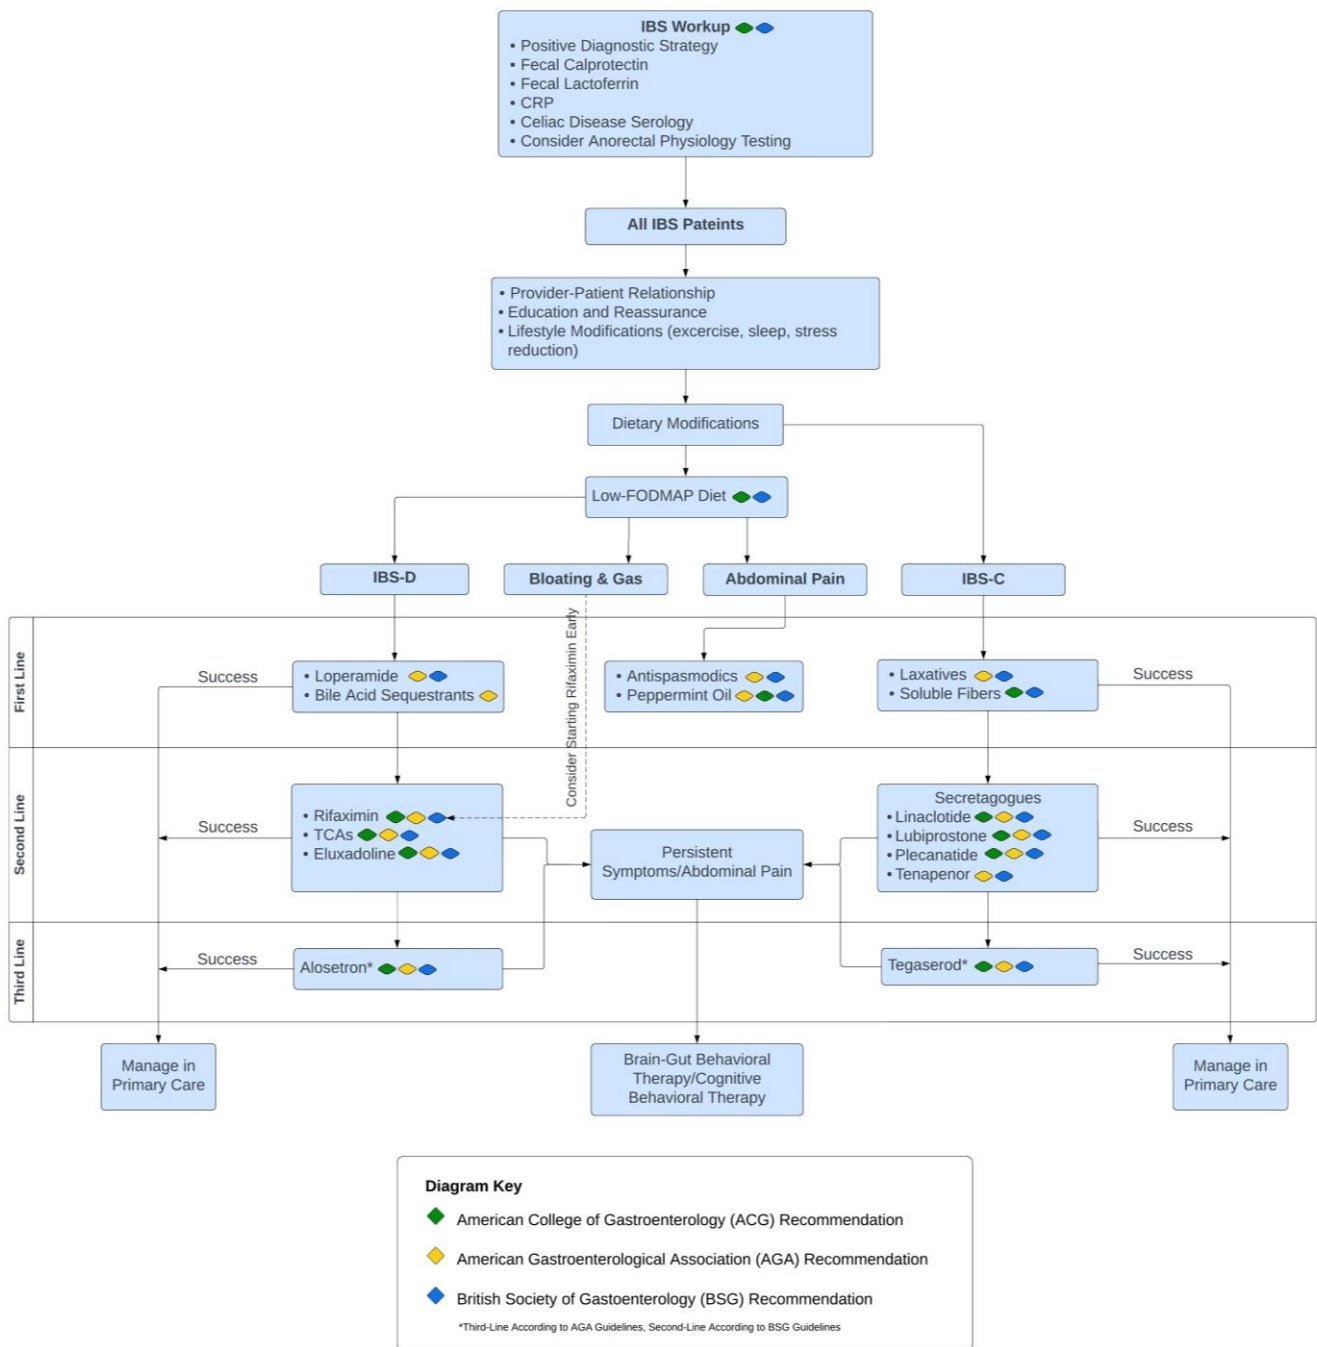 IBS Workup
• Positive Diagnostic Strategy
• Fecal Calprotectin
• Fecal Lactoferrin
• CRP
• Celiac Disease Serology
• Consider Anorectal Physiology Testing
All IBS Pateints
• Provider-Patient Relationship
• Education and Reassurance
• Lifestyle Modifications (excercise, sleep, stress
reduction)
Dietary Modifications
Low-FODMAP Diet
IBS-D
Bloating & Gas
Abdominal Pain
IBS-C
First Line
Success
• Loperamide
• Bile Acid Sequestrants
Consider Starting Rifaximin Early
• Antispasmodics
• Peppermint Oil
• Laxatives
• Soluble Fibers
Success
Second Line
Success
• Rifaximin
• TCAs
• Eluxadoline
Persistent
Symptoms/Abdominal Pain
Secretagogues
• Linaclotide
• Lubiprostone
• Plecanatide
• Tenapenor
Success
Third Line
Success
Alosetron*
Tegaserod*
Success
Manage in
Primary Care
Brain-Gut Behavioral
Therapy/Cognitive
Behavioral Therapy
Manage in
Primary Care
Diagram Key
American College of Gastroenterology (ACG) Recommendation
American Gastroenterological Association (AGA) Recommendation
British Society of Gastoenterology (BSG) Recommendation
*Third-Line According to AGA Guidelines, Second-Line According to BSG Guidelines